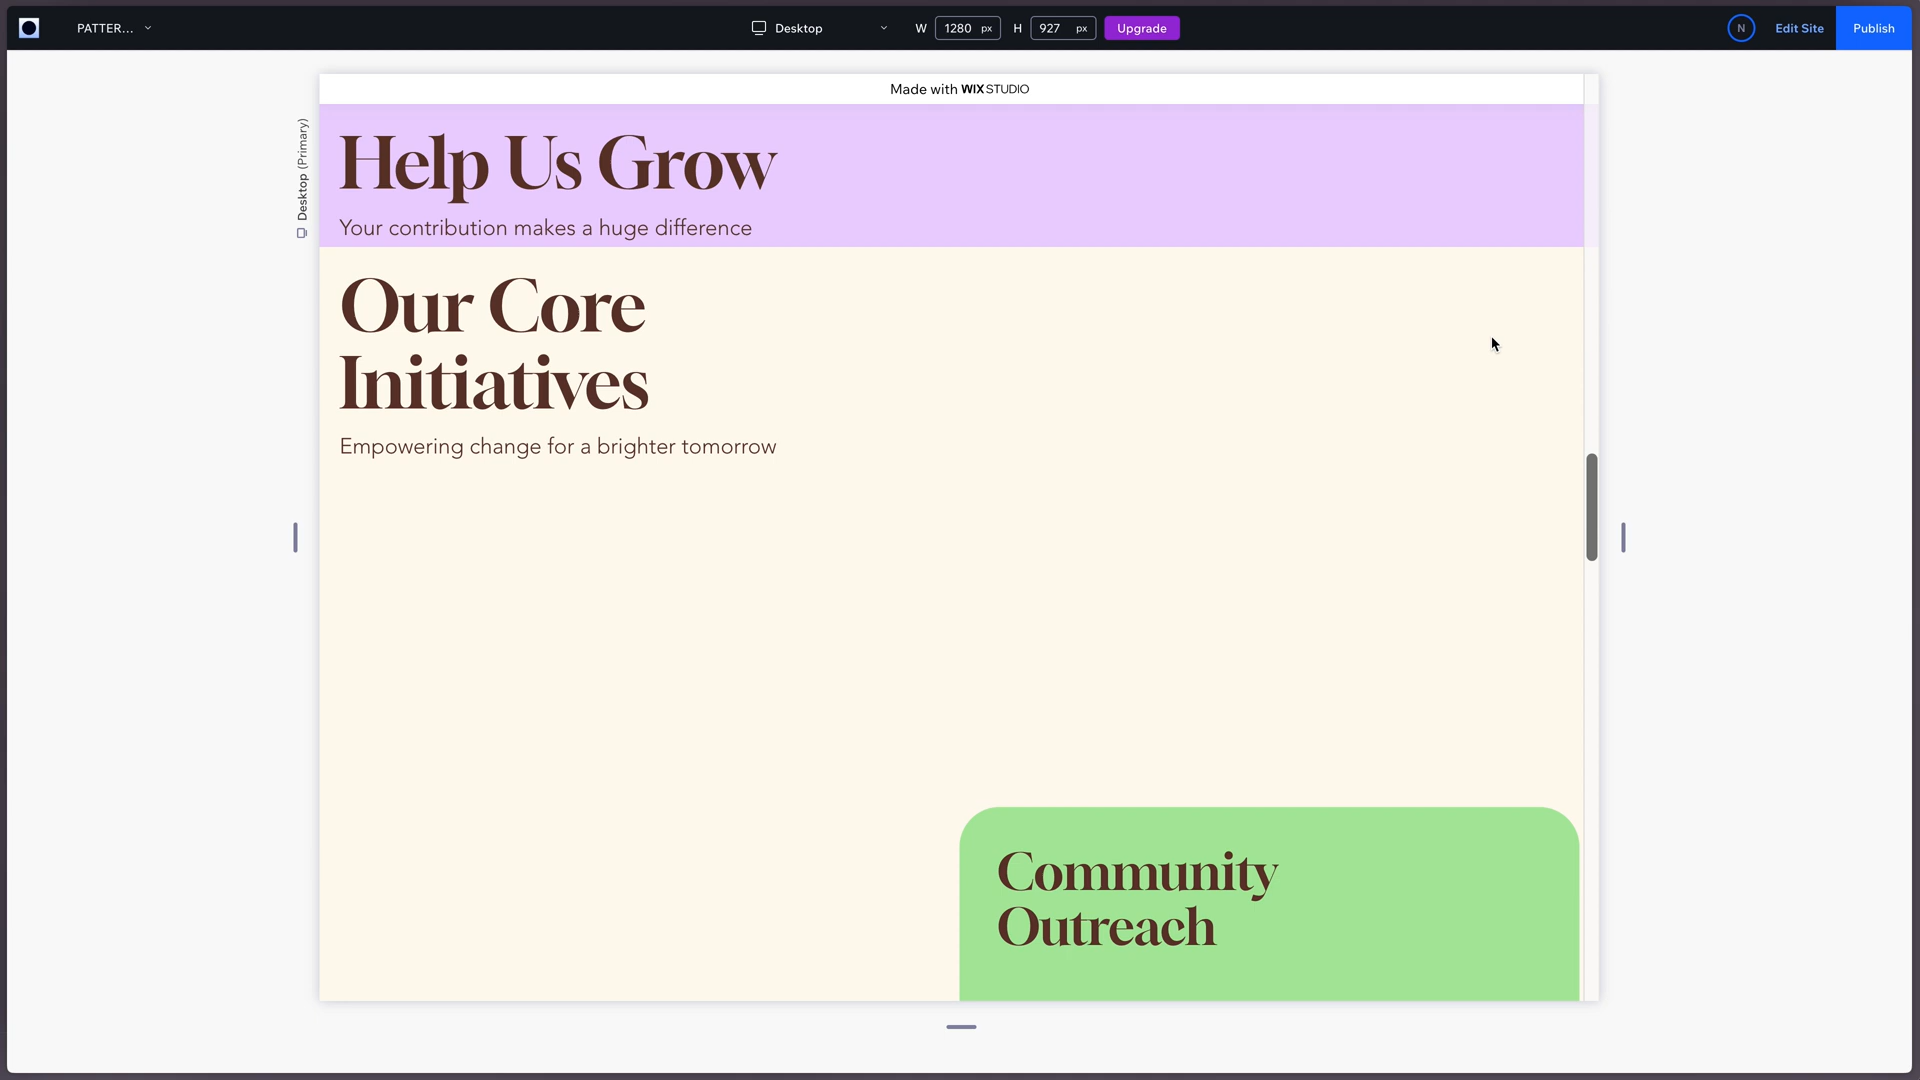 PATTER...
Desktop
W 1280 px H 927 px
Upgrade
N
Edit Site
Publish
Desktop (Primary)
Made with WIX STUDIO
Help Us Grow
Your contribution makes a huge difference
Our Core
Initiatives
Empowering change for a brighter tomorrow
Community
Outreach